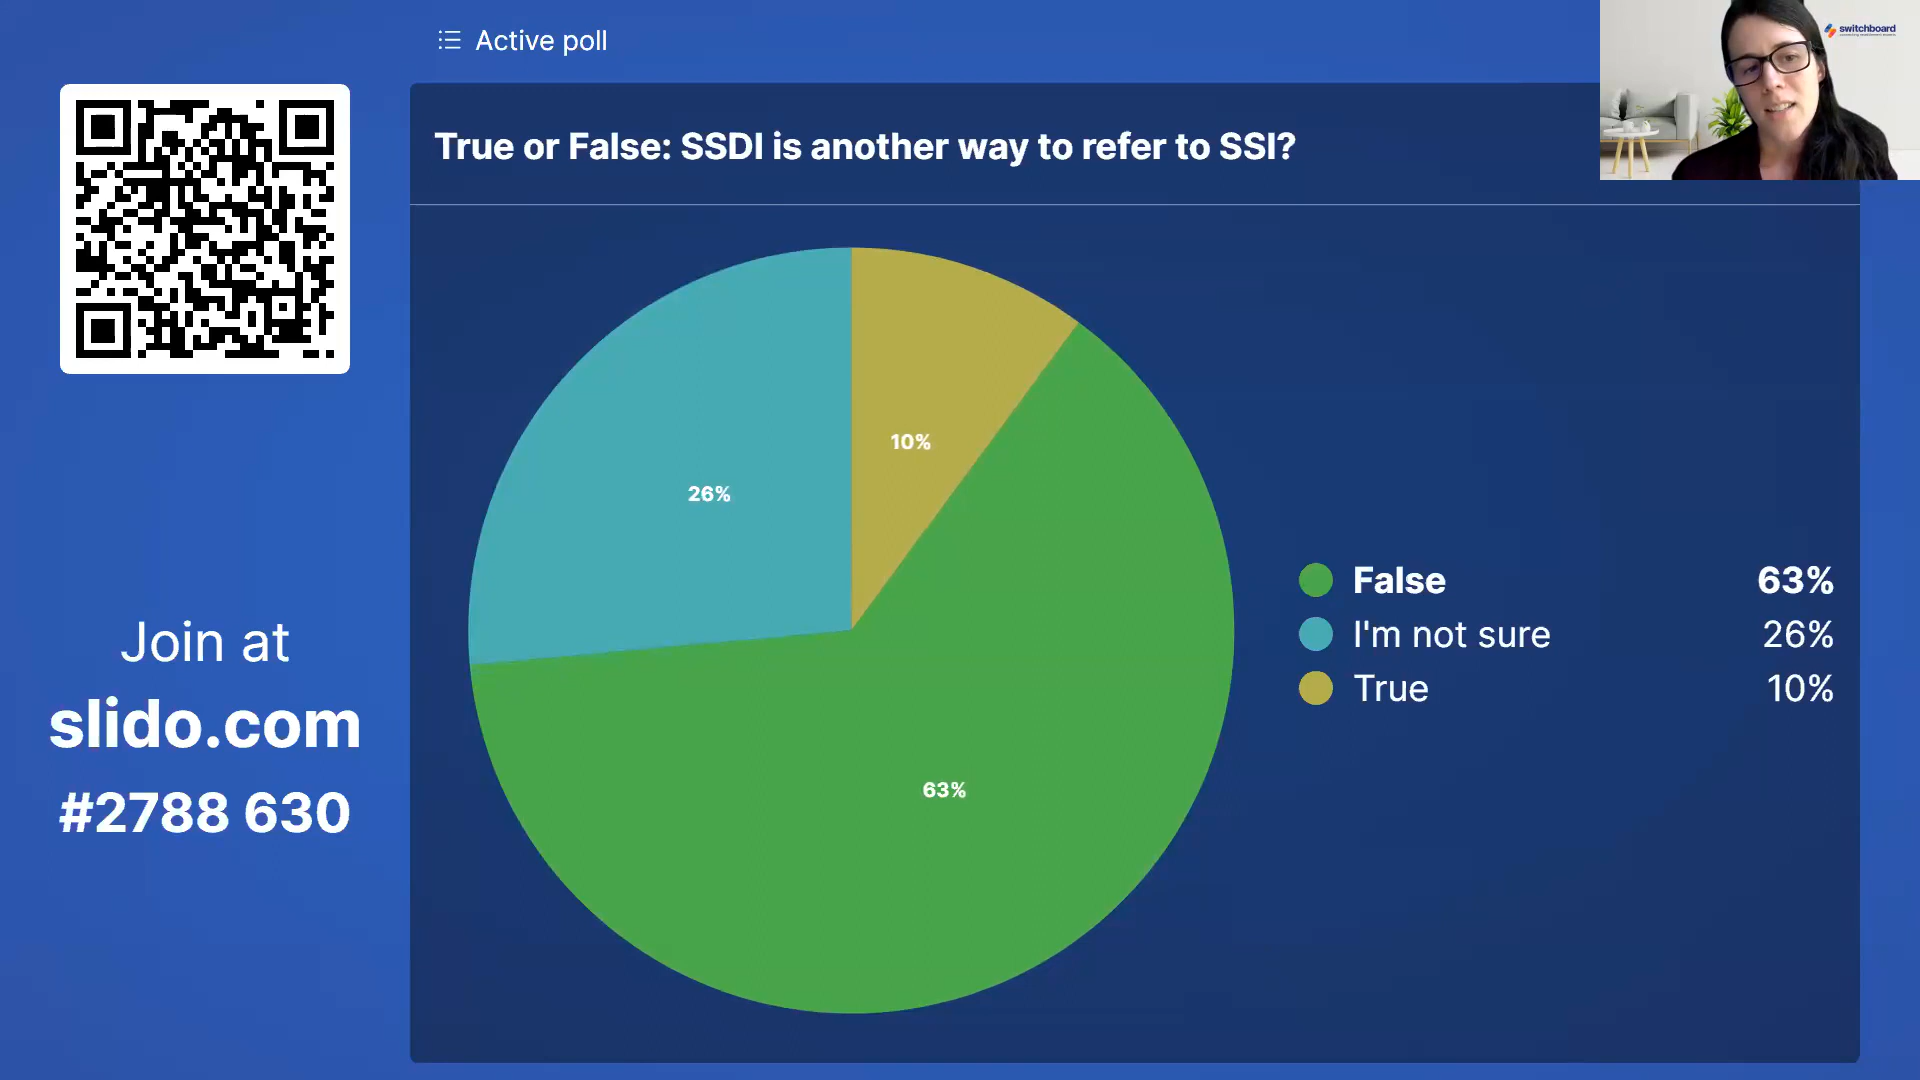 Active poll
switchboard
True or False: SSDI is another way to refer to SSI?
10%
26%
63%
False 63%
I'm not sure 26%
True 10%
Join at
slido.com
#2788 630